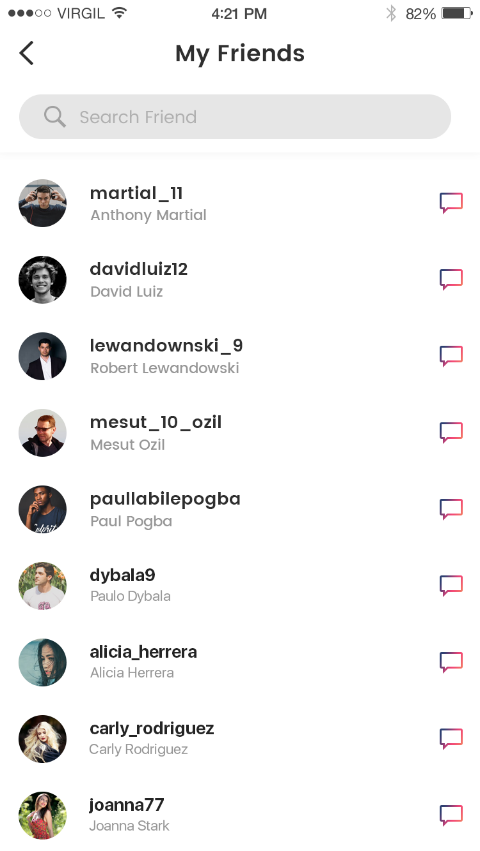 VIRGIL
4:21 PM
82%
My Friends
Search Friend
martial_11
Anthony Martial
davidluiz12
David Luiz
lewandownski_9
Robert Lewandowski
mesut_10_ozil
Mesut Ozil
paullabilepogba
Paul Pogba
dybala9
Paulo Dybala
alicia_herrera
Alicia Herrera
carly_rodriguez
Carly Rodriguez
joanna77
Joanna Stark